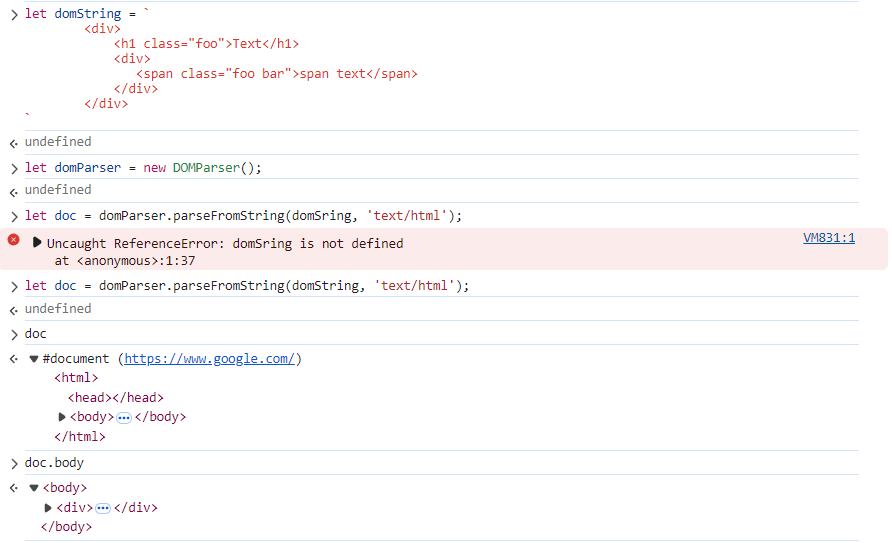 let domString = `
<div>
<h1 class="foo">Text</h1>
<div>
<span class="foo bar">span text</span>
</div>
</div>
`
undefined
let domParser = new DOMParser();
undefined
let doc = domParser.parseFromString(domSring, 'text/html');
Uncaught ReferenceError: domSring is not defined VM831:1
at <anonymous>:1:37
let doc = domParser.parseFromString(domString, 'text/html');
undefined
doc
#document (https://www.google.com/)
<html>
<head></head>
<body>…</body>
</html>
doc.body
<body>
<div>…</div>
</body>